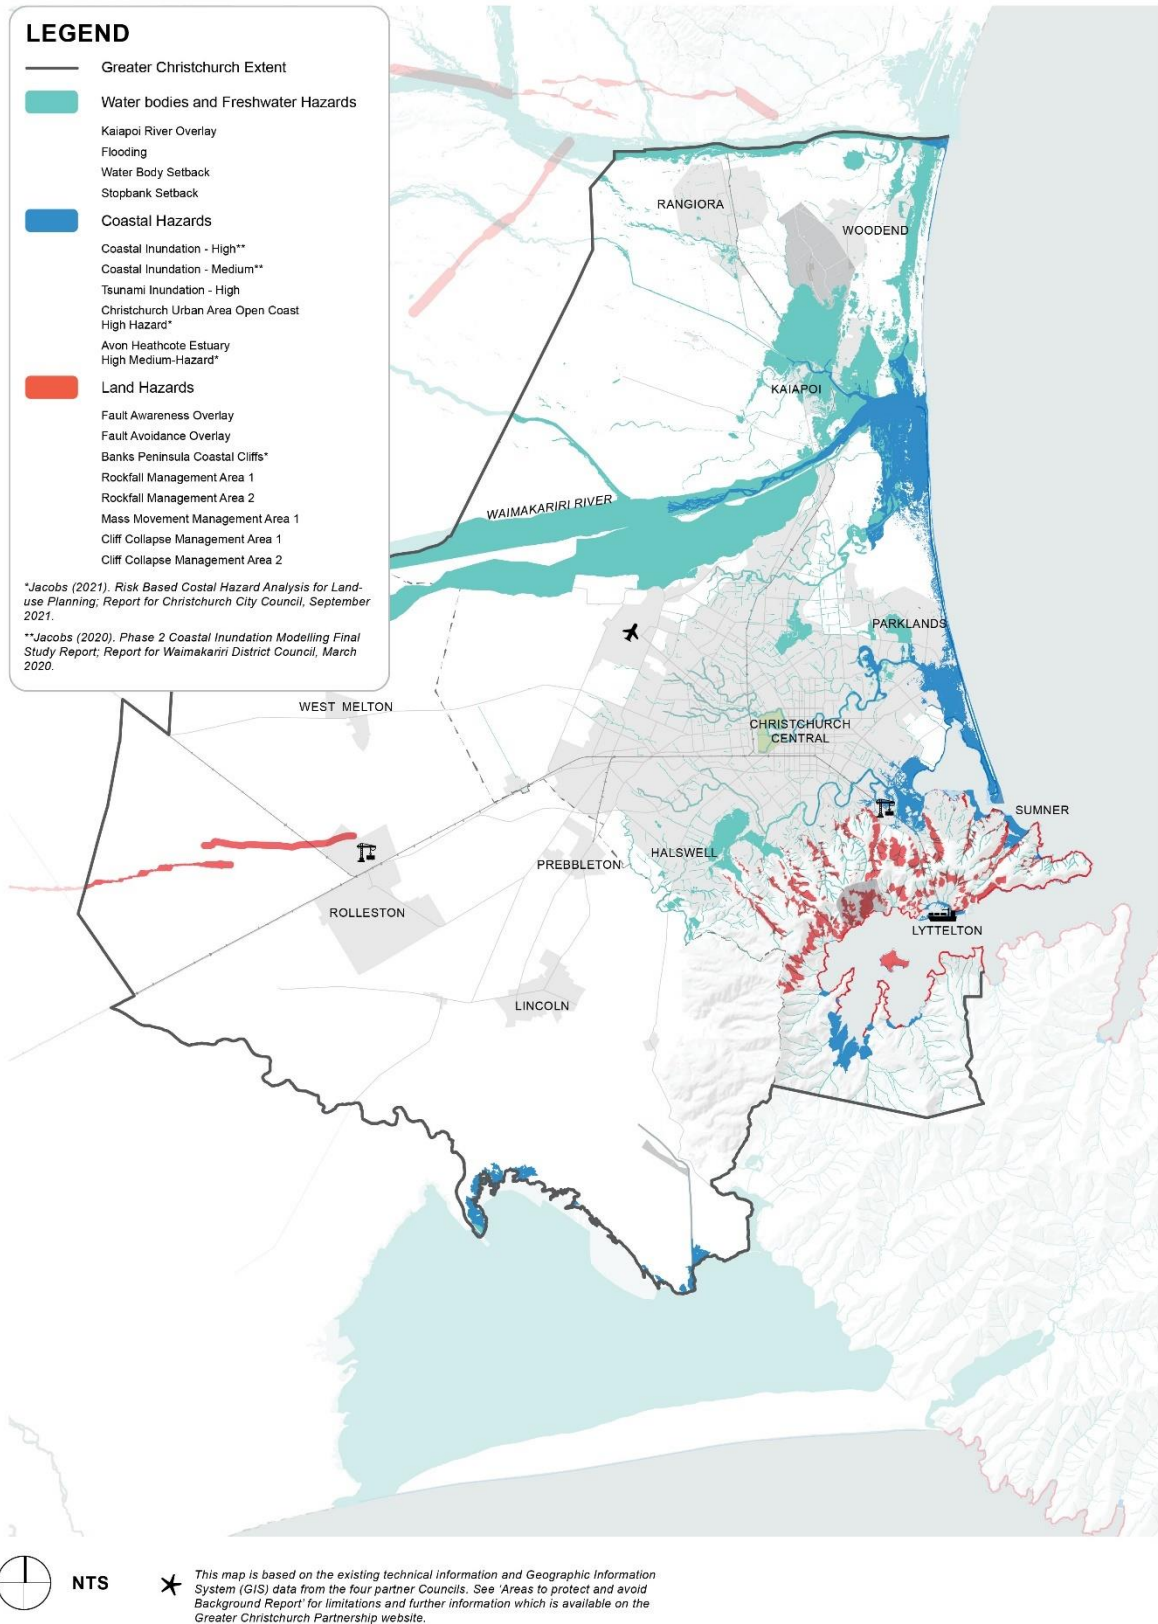 LEGEND
Greater Christchurch Extent
Water bodies and Freshwater Hazards
Kaiapoi River Overlay
Flooding
Water Body Setback
Stopbank Setback
Coastal Hazards
Coastal Inundation - High**
Coastal Inundation - Medium**
Tsunami Inundation - High
Christchurch Urban Area Open Coast
High Hazard*
Avon Heathcote Estuary
High Medium-Hazard*
Land Hazards
Fault Awareness Overlay
Fault Avoidance Overlay
Banks Peninsula Coastal Cliffs*
Rockfall Management Area 1
Rockfall Management Area 2
Mass Movement Management Area 1
Cliff Collapse Management Area 1
Cliff Collapse Management Area 2
*Jacobs (2021). Risk Based Costal Hazard Analysis for Land-
use Planning; Report for Christchurch City Council, September
2021.
**Jacobs (2020). Phase 2 Coastal Inundation Modelling Final
Study Report; Report for Waimakariri District Council, March
2020.
RANGIORA
WOODEND
KAIAPOI
WAIMAKARIRI RIVER
PARKLANDS
WEST MELTON
CHRISTCHURCH
CENTRAL
SUMNER
HALSWELL
PREBBLETON
ROLLESTON
LYTTELTON
LINCOLN
NTS
This map is based on the existing technical information and Geographic Information
System (GIS) data from the four partner Councils. See 'Areas to protect and avoid
Background Report' for limitations and further information which is available on the
Greater Christchurch Partnership website.